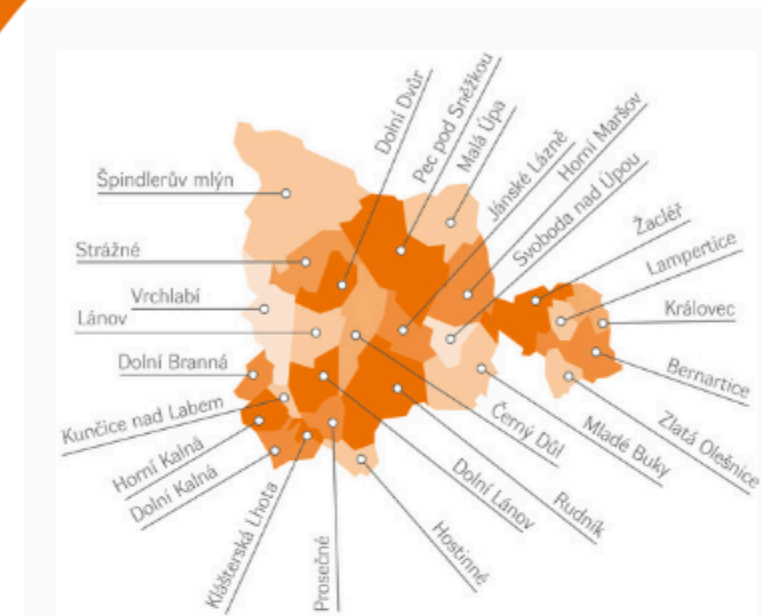 Špindlerův mlýn
Strážné
Vrchlabí
Lánov
Dolní Branná
Kunčice nad Labem
Horní Kalná
Dolní Kalná
Klášterská Lhota
Prosečné
Hostinné
Dolní Lánov
Rudník
Černý Důl
Mladé Buky
Zlatá Olešnice
Bernartice
Královec
Lampertice
Žacléř
Svoboda nad Úpou
Horní Maršov
Jánské Lázně
Malá Úpa
Pec pod Sněžkou
Dolní Dvůr